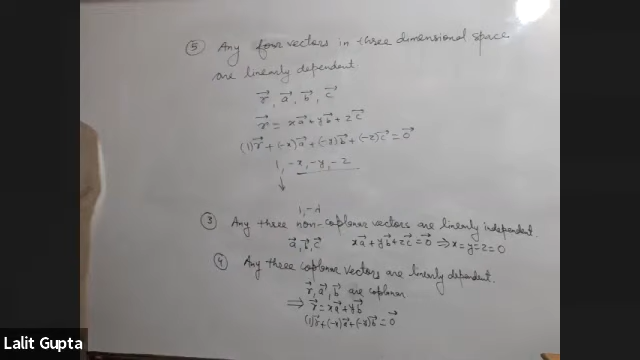 ⑤ Any four vectors in three dimensional space
are linearly dependent.
r⃗, a⃗, b⃗, c⃗
r⃗ = xa⃗+yb⃗+zc⃗
(1)r⃗+(-x)a⃗+(-y)b⃗+(-z)c⃗=0⃗
1, -x, -y, -z
↓
1, -λ
③ Any three non-coplanar vectors are linearly independent.
a⃗, b⃗, c⃗ xa⃗+yb⃗+zc⃗=0⃗ ⇒x=y=z=0
④ Any three coplanar vectors are linearly dependent.
r⃗, a⃗, b⃗ are coplanar
⇒ r⃗ = xa⃗+yb⃗
(1)r⃗+(-x)a⃗+(-y)b⃗=0⃗
Lalit Gupta